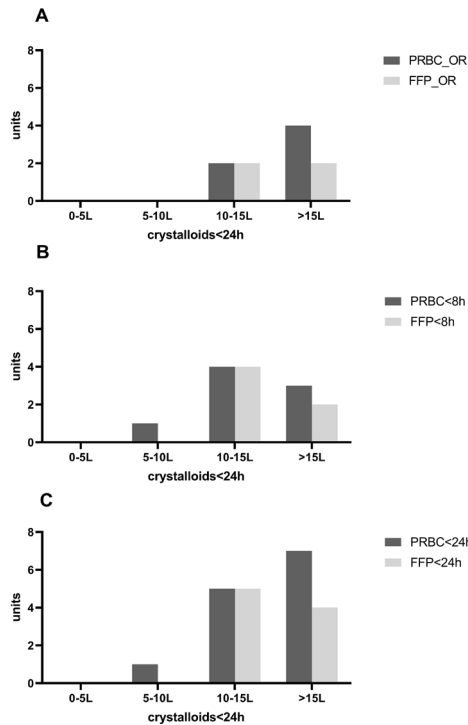 A
8
6
4
2
0
units
0-5L 5-10L 10-15L >15L
crystalloids<24h
PRBC_OR
FFP_OR
B
8
6
4
2
0
units
0-5L 5-10L 10-15L >15L
crystalloids<24h
PRBC<8h
FFP<8h
C
8
6
4
2
0
units
0-5L 5-10L 10-15L >15L
crystalloids<24h
PRBC<24h
FFP<24h